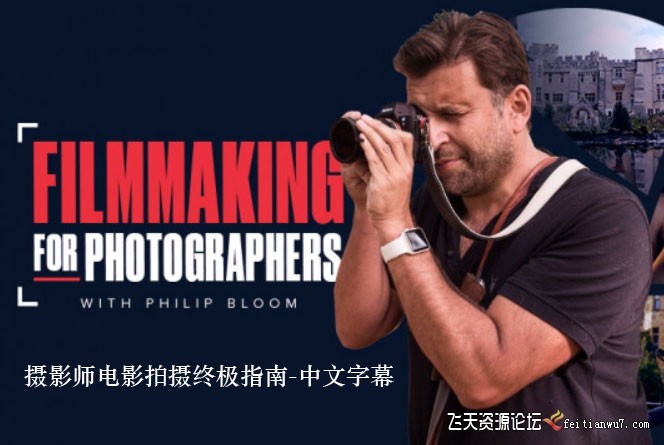 FILMMAKING
FOR PHOTOGRAPHERS
WITH PHILIP BLOOM
摄影师电影拍摄终极指南-中文字幕
飞天资源论坛 feitianwu7.com